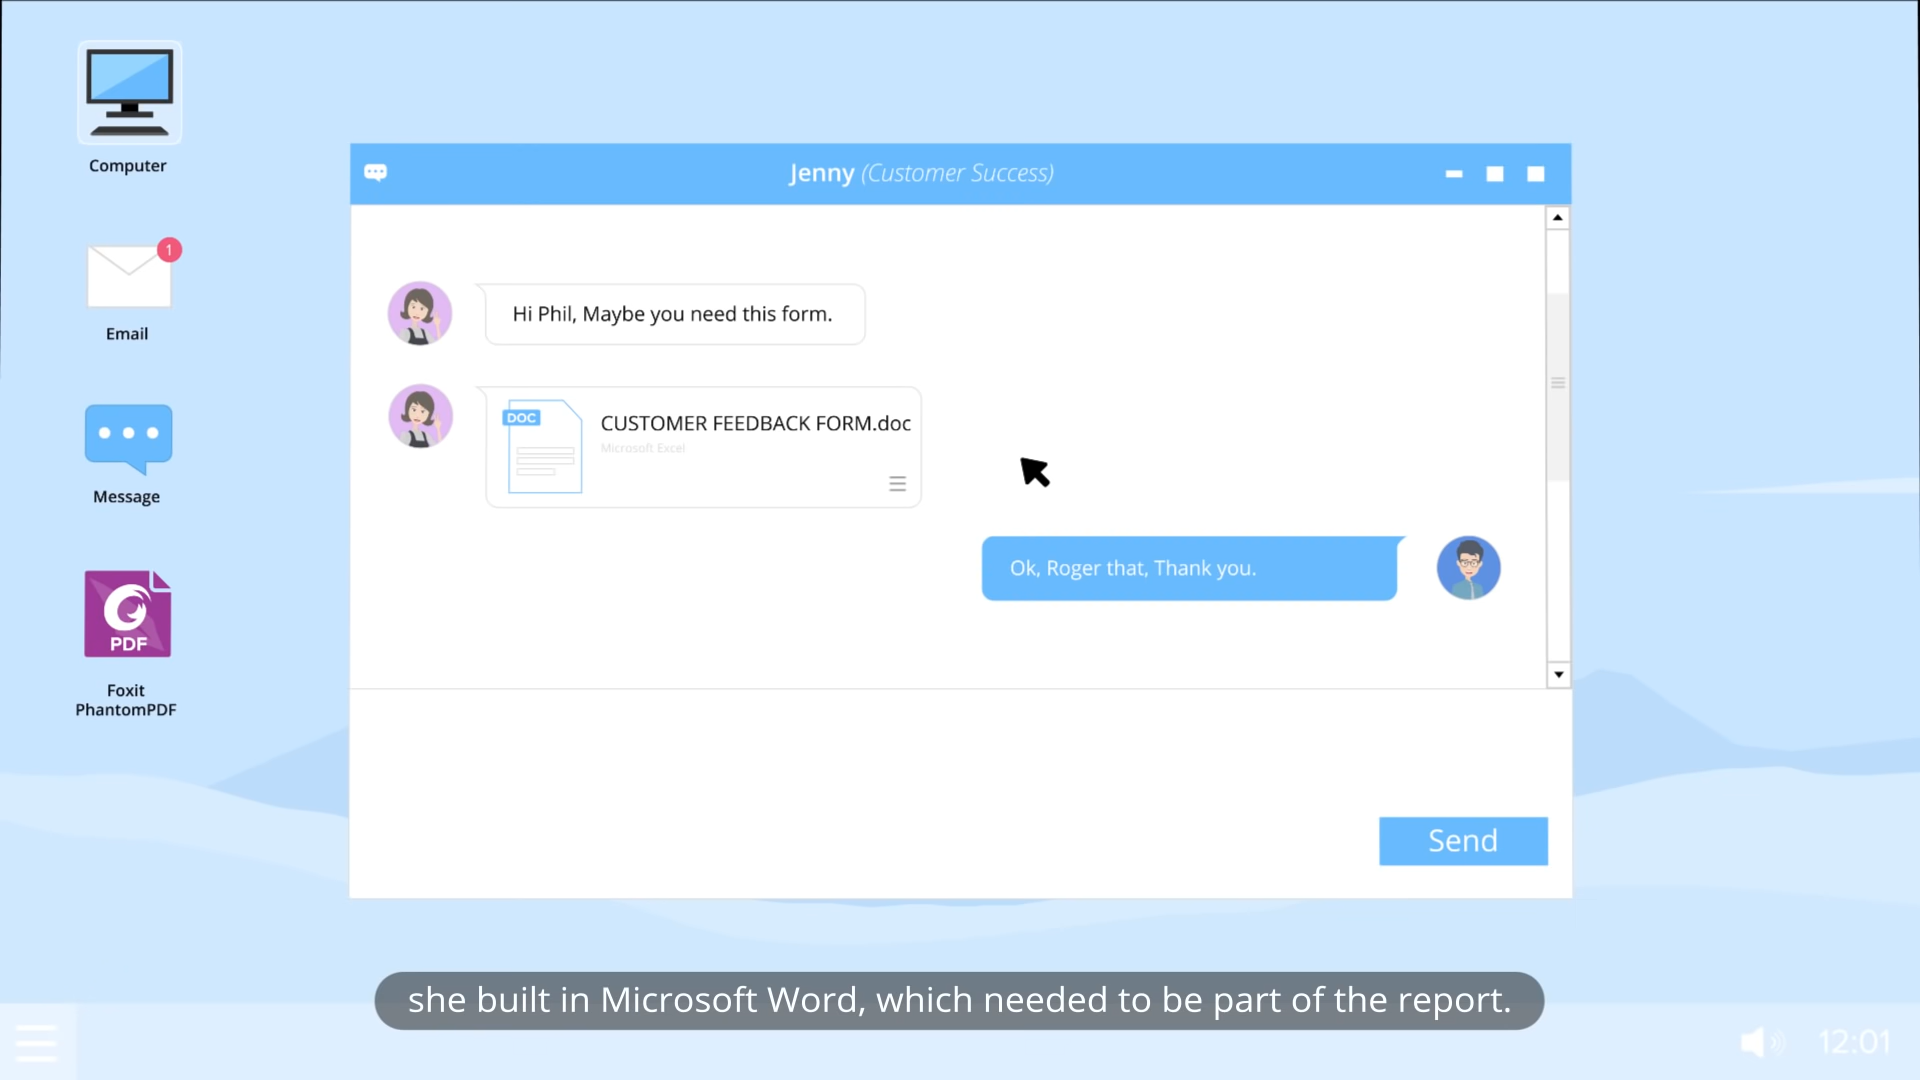 Computer
1
Email
Message
PDF
Foxit
PhantomPDF
Jenny (Customer Success)
Hi Phil, Maybe you need this form.
DOC
CUSTOMER FEEDBACK FORM.doc
Microsoft Excel
Ok, Roger that, Thank you.
Send
she built in Microsoft Word, which needed to be part of the report.
12:01